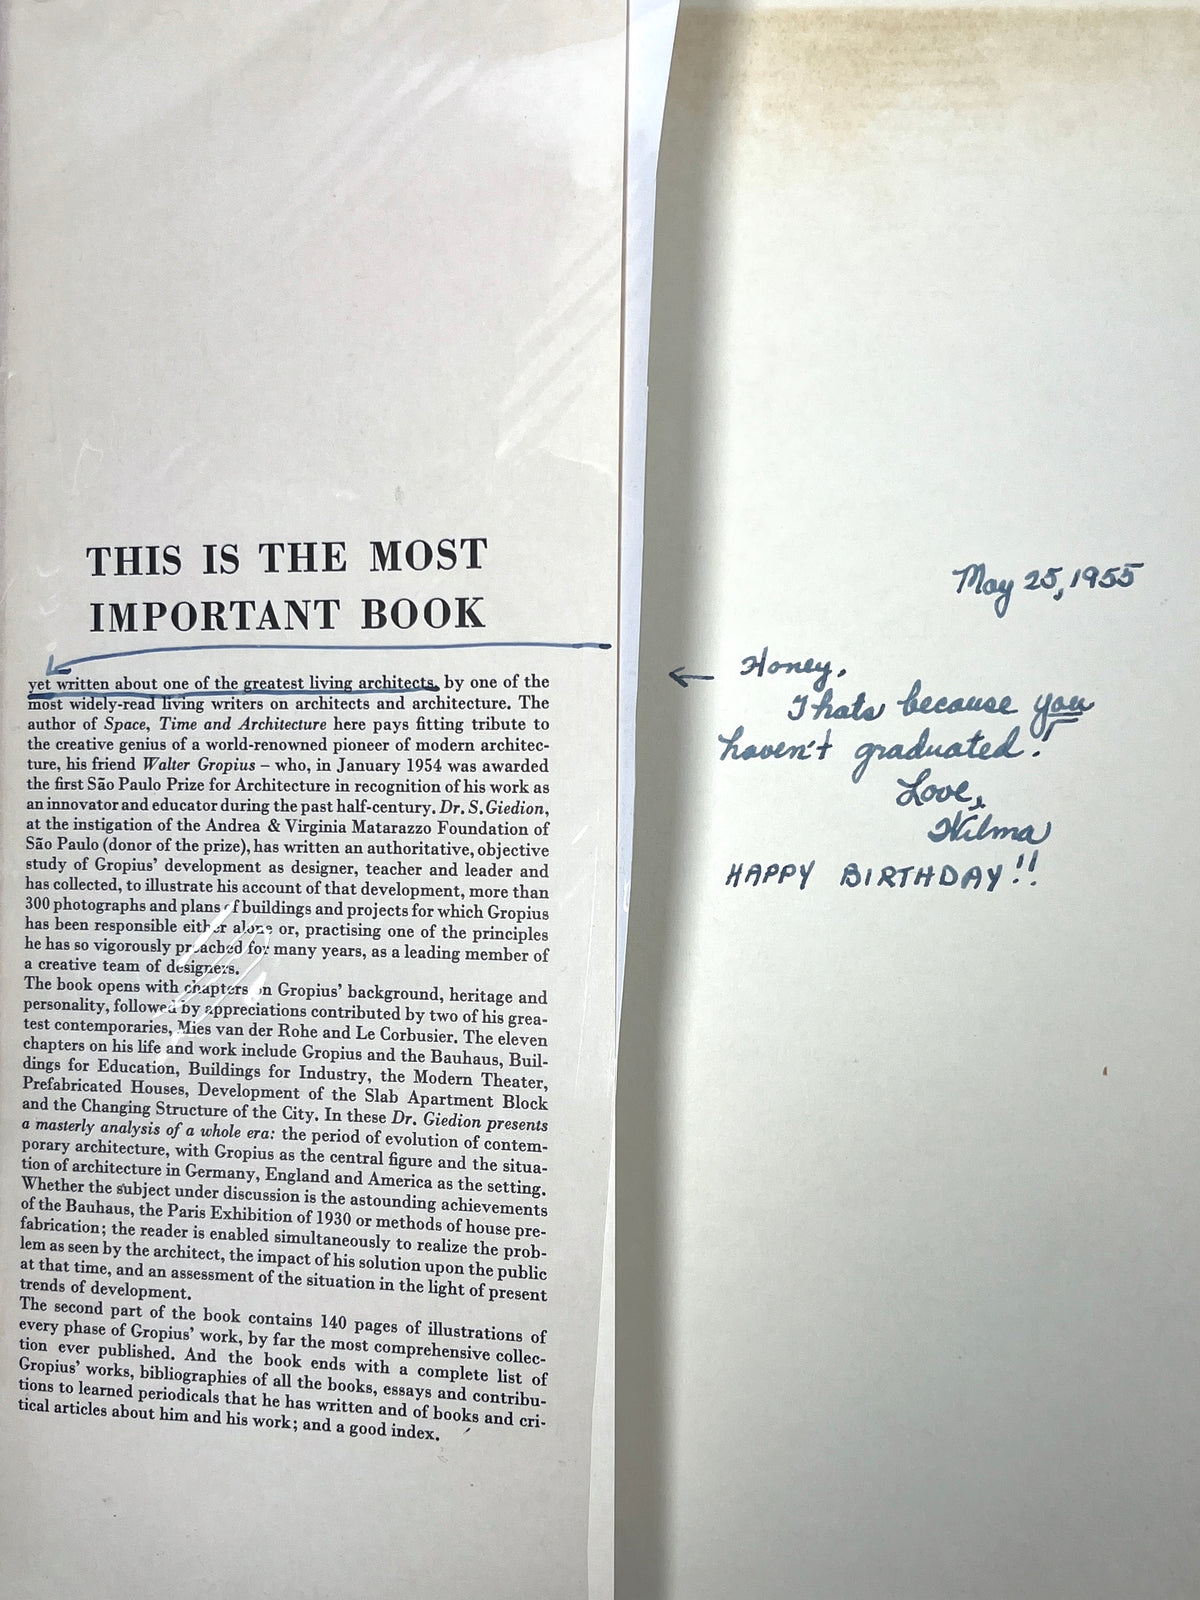 THIS IS THE MOST
IMPORTANT BOOK
yet written about one of the greatest living architects, by one of the
most widely-read living writers on architects and architecture. The
author of Space, Time and Architecture here pays fitting tribute to
the creative genius of a world-renowned pioneer of modern architec-
ture, his friend Walter Gropius – who, in January 1954 was awarded
the first São Paulo Prize for Architecture in recognition of his work as
an innovator and educator during the past half-century. Dr. S. Giedion,
at the instigation of the Andrea & Virginia Matarazzo Foundation of
São Paulo (donor of the prize), has written an authoritative, objective
study of Gropius' development as designer, teacher and leader and
has collected, to illustrate his account of that development, more than
300 photographs and plans of buildings and projects for which Gropius
has been responsible either alone or, practising one of the principles
he has so vigorously preached for many years, as a leading member of
a creative team of designers.
The book opens with chapters on Gropius' background, heritage and
personality, followed by appreciations contributed by two of his grea-
test contemporaries, Mies van der Rohe and Le Corbusier. The eleven
chapters on his life and work include Gropius and the Bauhaus, Buil-
dings for Education, Buildings for Industry, the Modern Theater,
Prefabricated Houses, Development of the Slab Apartment Block
and the Changing Structure of the City. In these Dr. Giedion presents
a masterly analysis of a whole era: the period of evolution of contem-
porary architecture, with Gropius as the central figure and the situa-
tion of architecture in Germany, England and America as the setting.
Whether the subject under discussion is the astounding achievements
of the Bauhaus, the Paris Exhibition of 1930 or methods of house pre-
fabrication; the reader is enabled simultaneously to realize the prob-
lem as seen by the architect, the impact of his solution upon the public
at that time, and an assessment of the situation in the light of present
trends of development.
The second part of the book contains 140 pages of illustrations of
every phase of Gropius' work, by far the most comprehensive collec-
tion ever published. And the book ends with a complete list of
Gropius' works, bibliographies of all the books, essays and contribu-
tions to learned periodicals that he has written and of books and cri-
tical articles about him and his work; and a good index.
May 25, 1955
← Honey,
Thats because you
haven't graduated!
Love,
Wilma
HAPPY BIRTHDAY!!